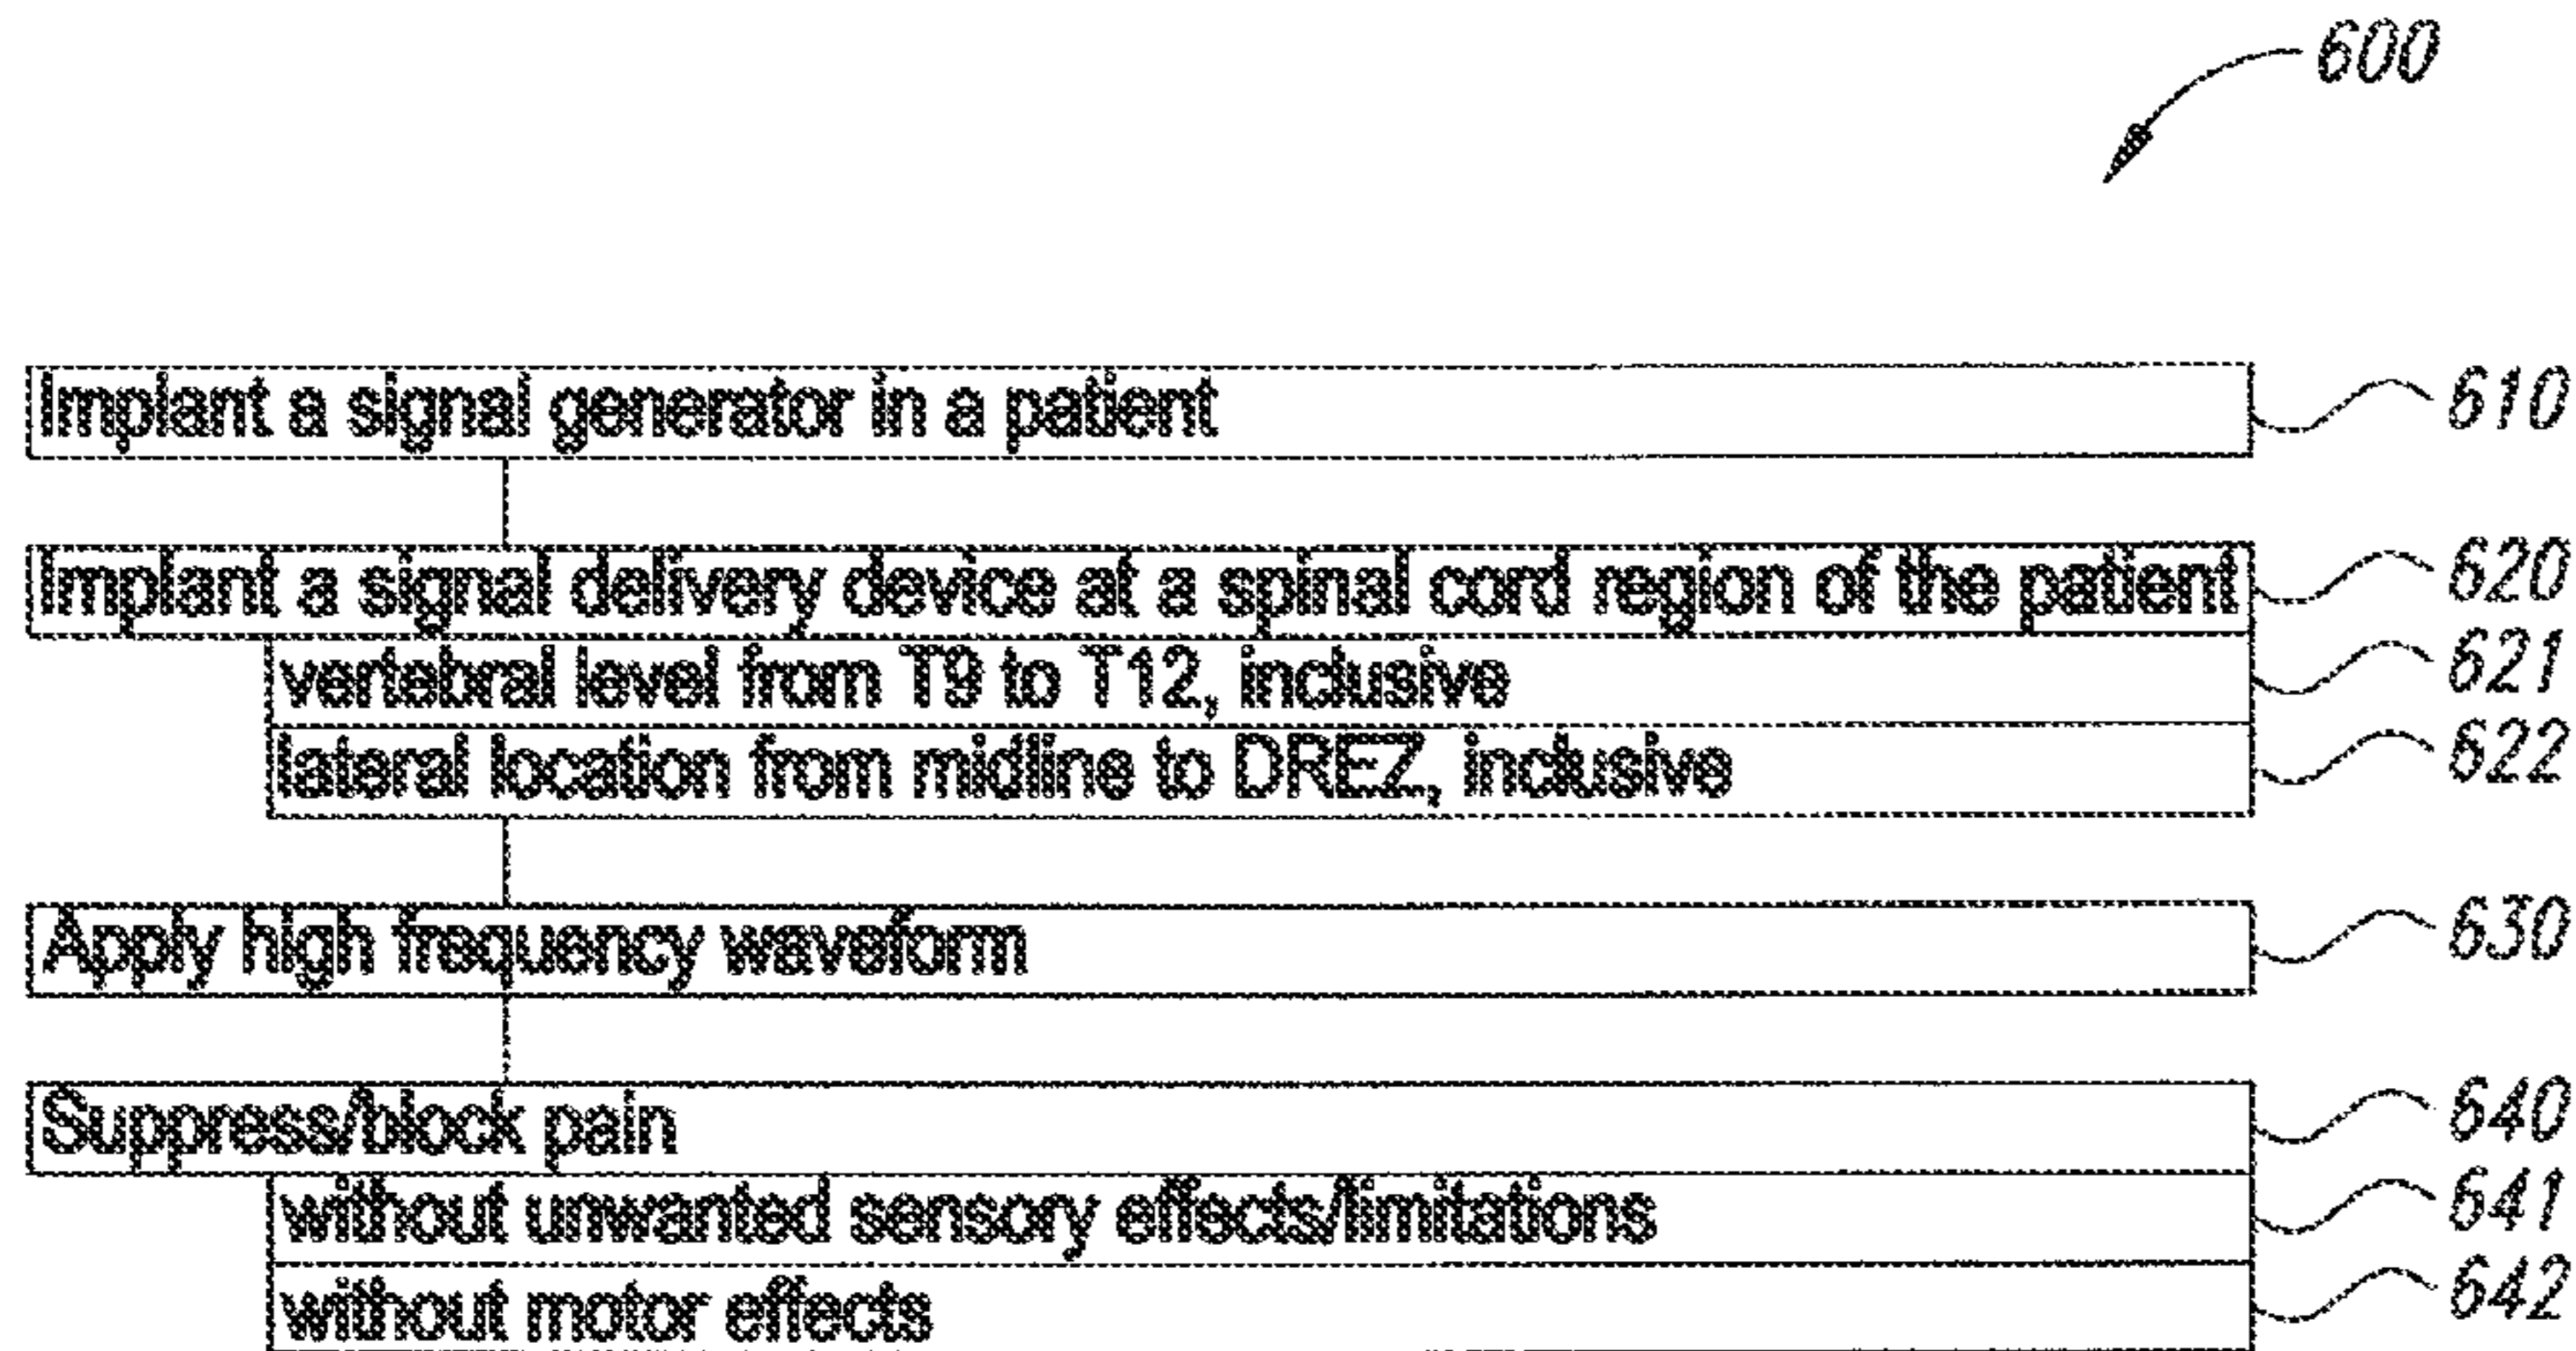 600
Implant a signal generator in a patient 610
Implant a signal delivery device at a spinal cord region of the patient 620
vertebral level from T9 to T12, inclusive 621
lateral location from midline to DREZ, inclusive 622
Apply high frequency waveform 630
Suppress/block pain 640
without unwanted sensory effects/limitations 641
without motor effects 642